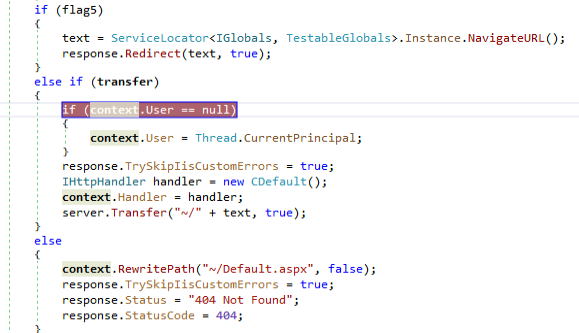 if (flag5)
{
text = ServiceLocator<IGlobals, TestableGlobals>.Instance.NavigateURL();
response.Redirect(text, true);
}
else if (transfer)
{
if (context.User == null)
{
context.User = Thread.CurrentPrincipal;
}
response.TrySkipIisCustomErrors = true;
IHttpHandler handler = new CDefault();
context.Handler = handler;
server.Transfer("~/" + text, true);
}
else
{
context.RewritePath("~/Default.aspx", false);
response.TrySkipIisCustomErrors = true;
response.Status = "404 Not Found";
response.StatusCode = 404;
}